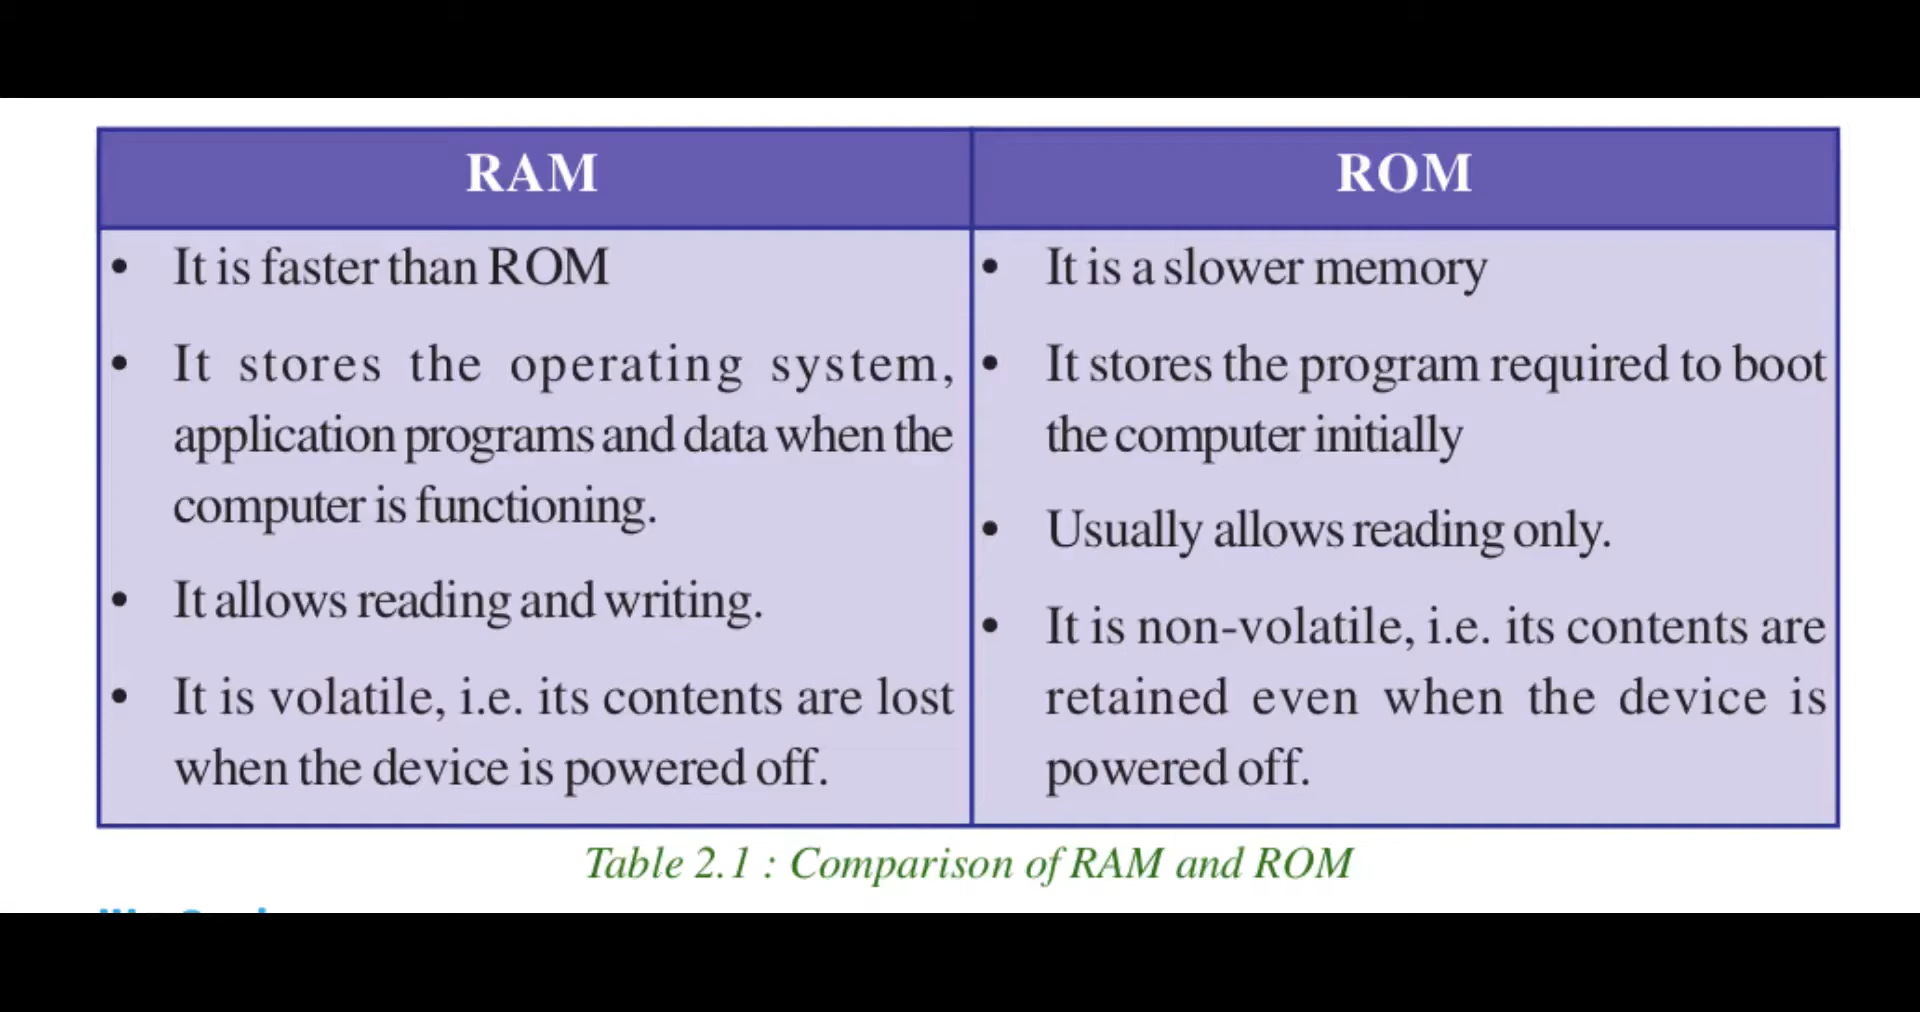 RAM
ROM
• It is faster than ROM
• It stores the operating system,
application programs and data when the
computer is functioning.
• It allows reading and writing.
• It is volatile, i.e. its contents are lost
when the device is powered off.
• It is a slower memory
• It stores the program required to boot
the computer initially
• Usually allows reading only.
• It is non-volatile, i.e. its contents are
retained even when the device is
powered off.
Table 2.1 : Comparison of RAM and ROM